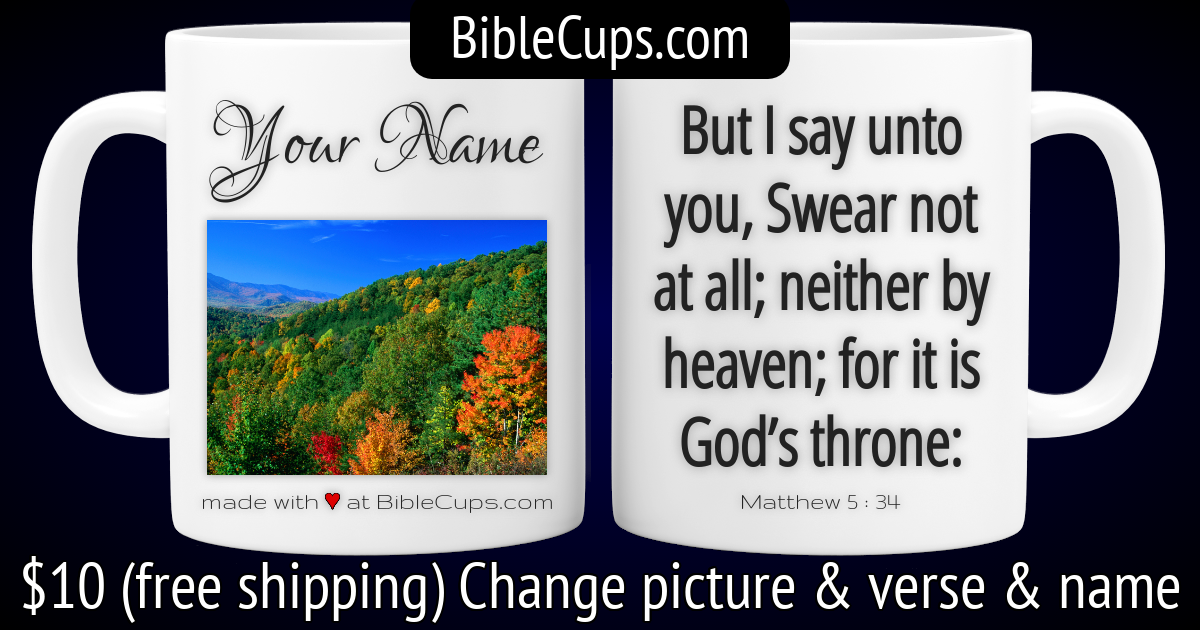 BibleCups.com
Your Name
made with ♥ at BibleCups.com
But I say unto
you, Swear not
at all; neither by
heaven; for it is
God’s throne:
Matthew 5 : 34
$10 (free shipping) Change picture & verse & name